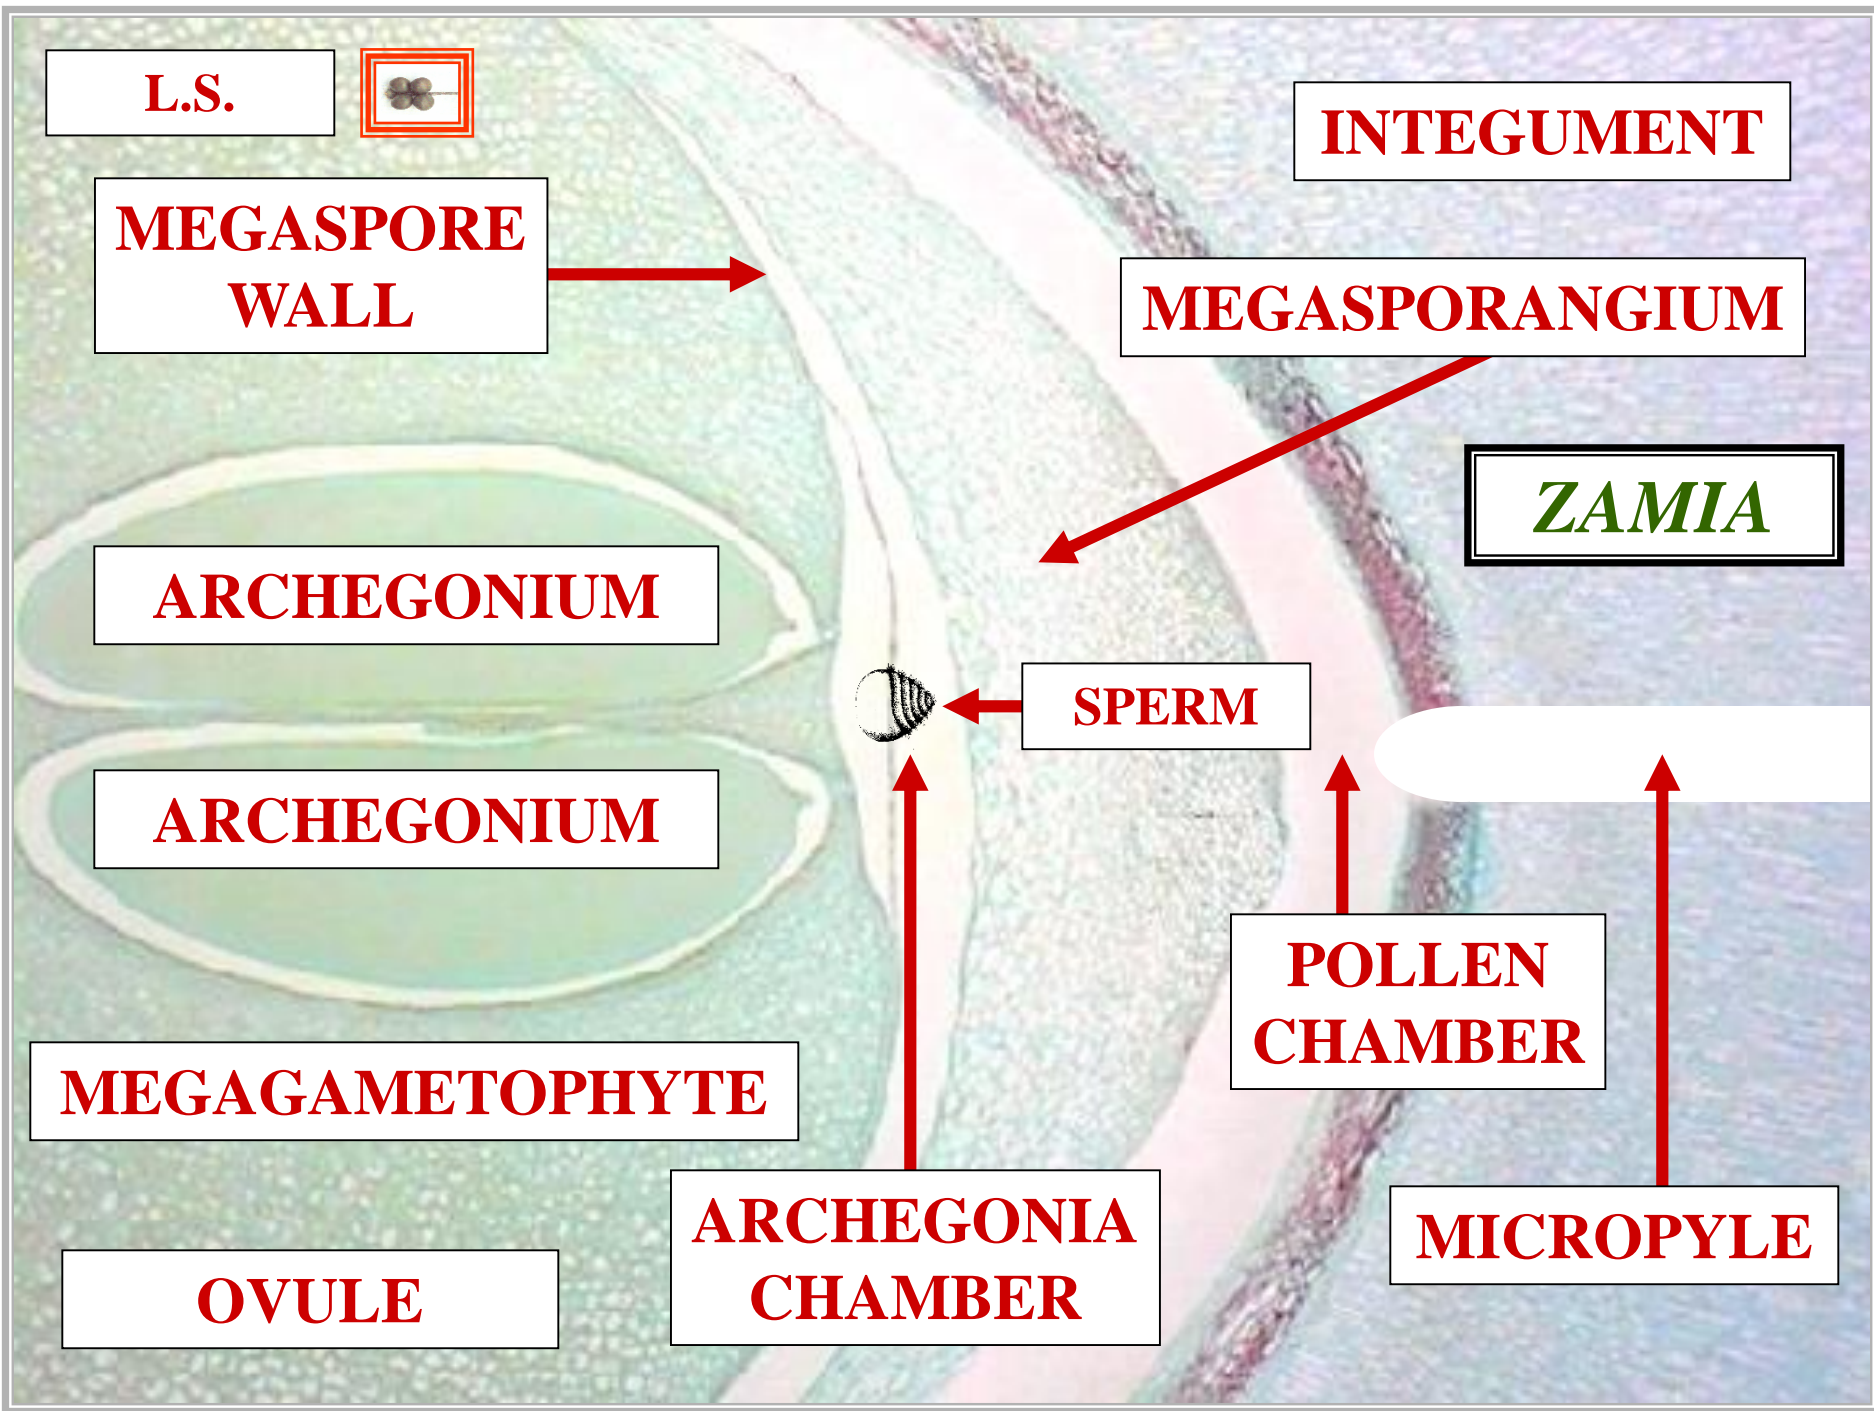 L.S.
INTEGUMENT
MEGASPORE
WALL
MEGASPORANGIUM
ZAMIA
ARCHEGONIUM
SPERM
ARCHEGONIUM
POLLEN
CHAMBER
MEGAGAMETOPHYTE
ARCHEGONIA
CHAMBER
MICROPYLE
OVULE